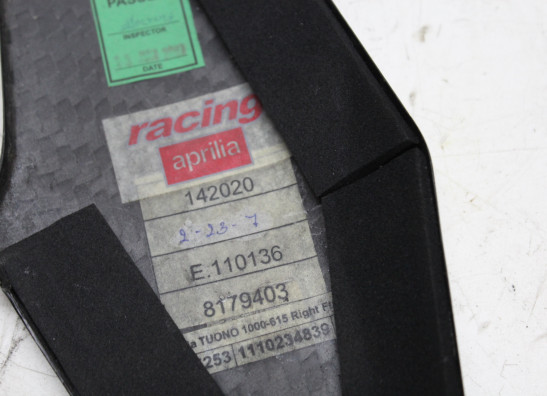 INSPECTOR
DATE
racing
aprilia
142020
2-23-7
E.110136
8179403
TUONO 1000-615 Right
253 1110234839